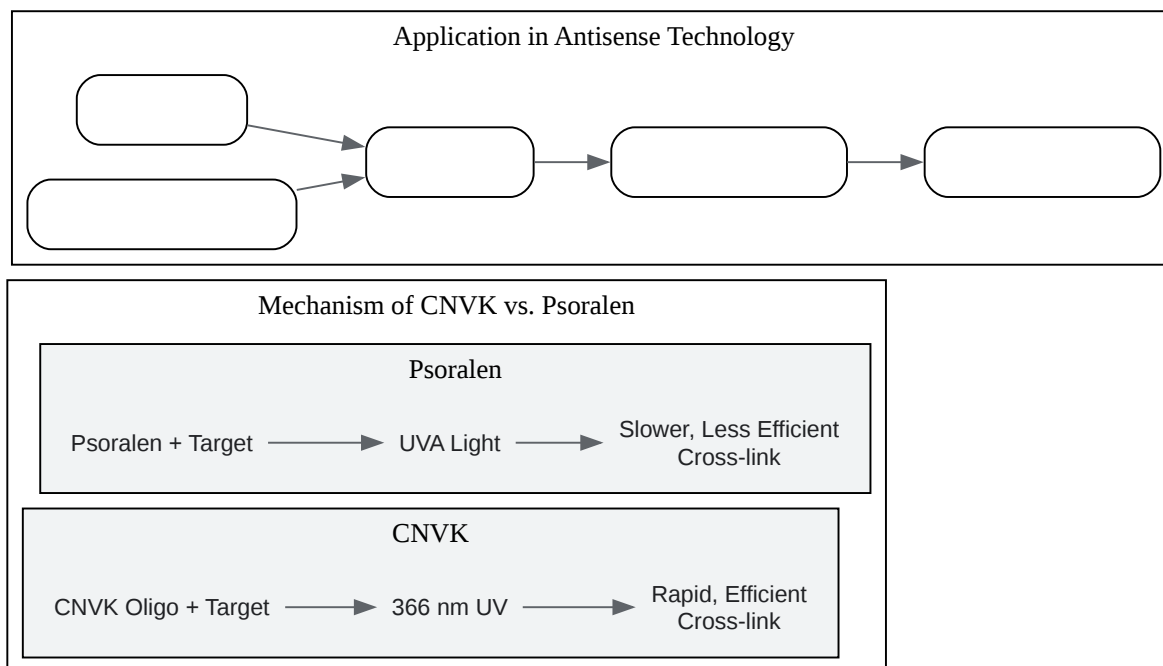 Application in Antisense Technology
Mechanism of CNVK vs. Psoralen
Psoralen
Psoralen + Target
UVA Light
Slower, Less Efficient
Cross-link
CNVK
CNVK Oligo + Target
366 nm UV
Rapid, Efficient
Cross-link